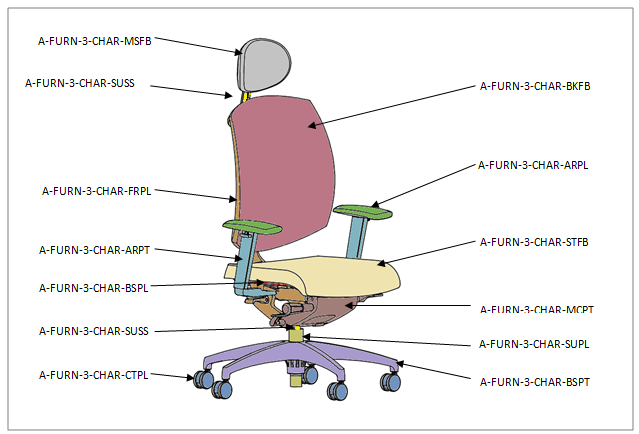 A-FURN-3-CHAR-MSFB
A-FURN-3-CHAR-SUSS
A-FURN-3-CHAR-BKFB
A-FURN-3-CHAR-ARPL
A-FURN-3-CHAR-FRPL
A-FURN-3-CHAR-ARPT
A-FURN-3-CHAR-STFB
A-FURN-3-CHAR-BSPL
A-FURN-3-CHAR-MCPT
A-FURN-3-CHAR-SUSS
A-FURN-3-CHAR-SUPL
A-FURN-3-CHAR-CTPL
A-FURN-3-CHAR-BSPT